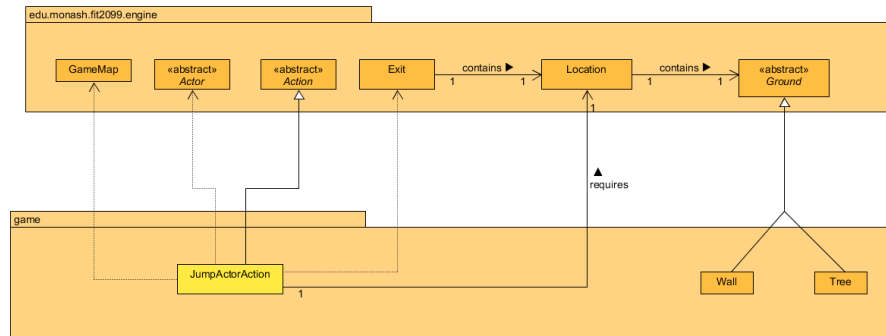 edu.monash.fit2099.engine
GameMap
«abstract»
Actor
«abstract»
Action
Exit
contains ▶
1
1
Location
contains ▶
1
1
«abstract»
Ground
1
▲
requires
game
JumpActorAction
1
Wall
Tree